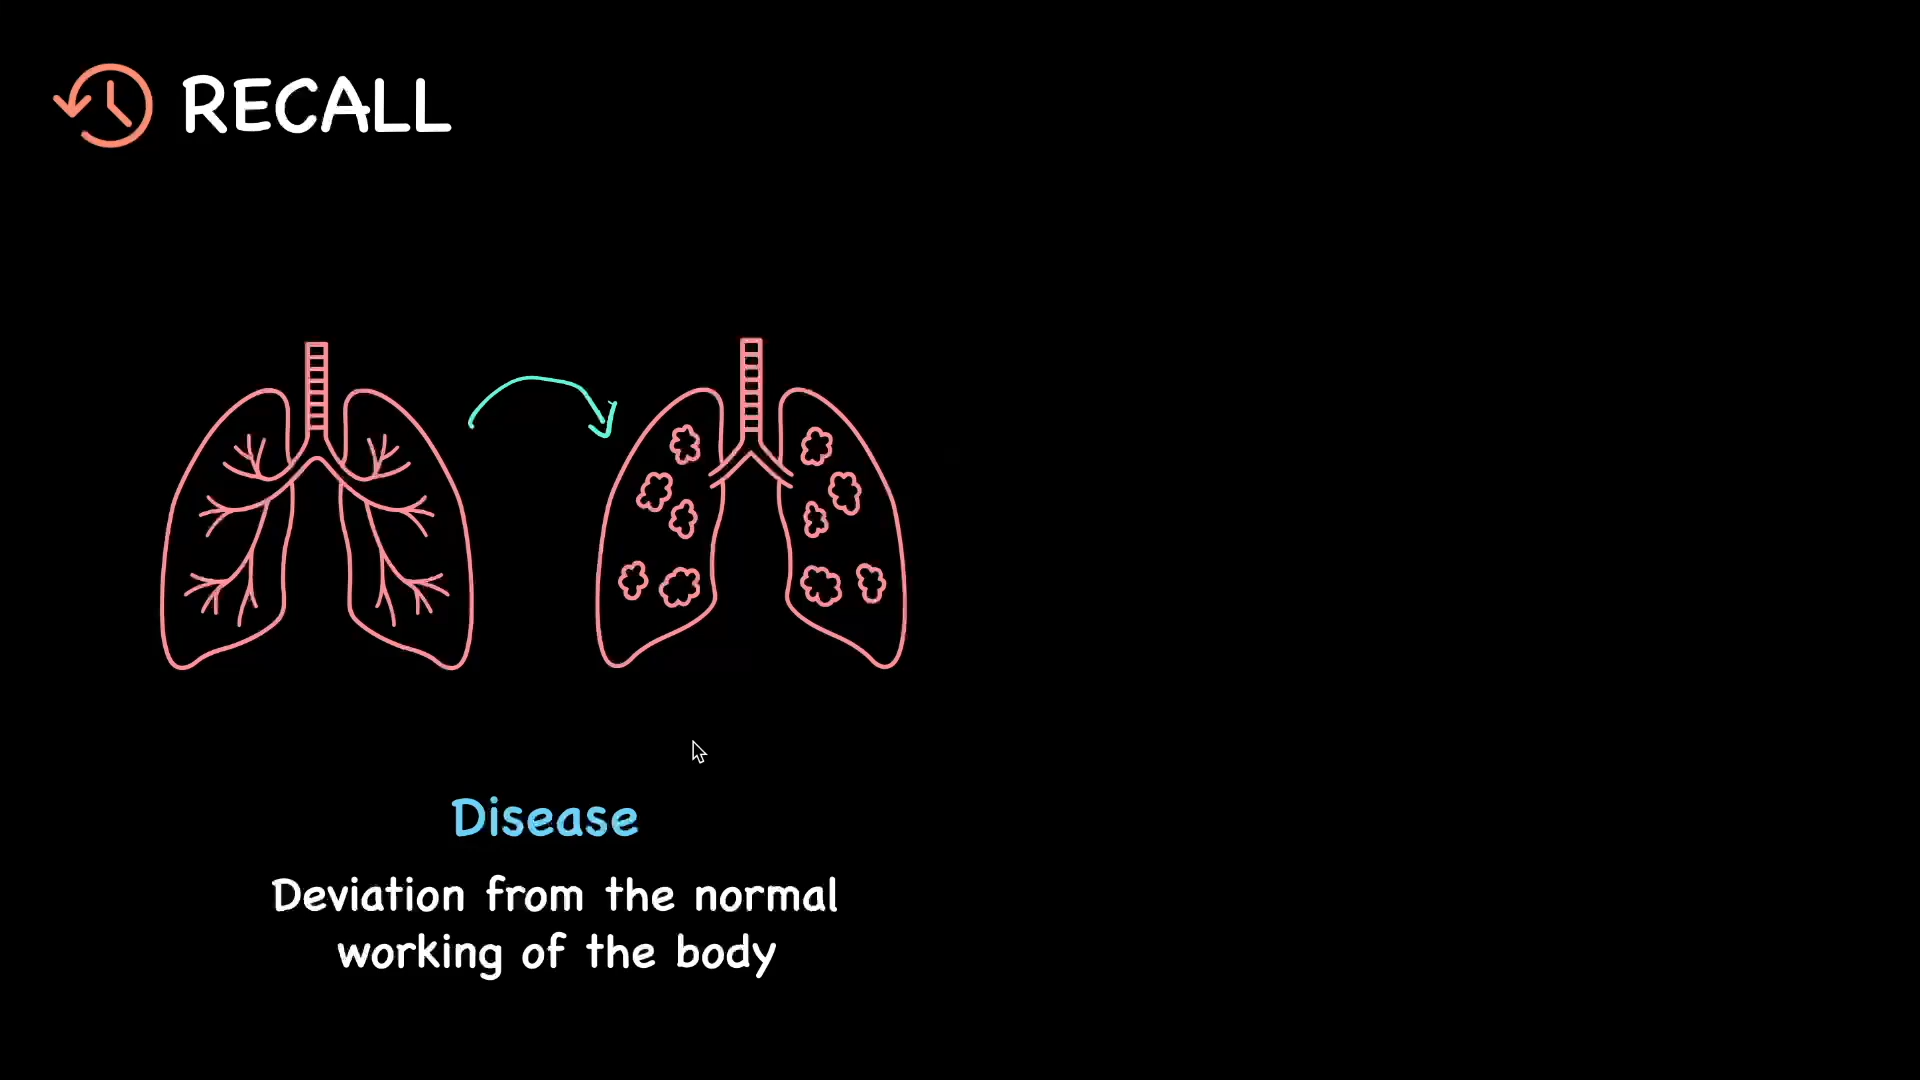 RECALL
Disease
Deviation from the normal
working of the body